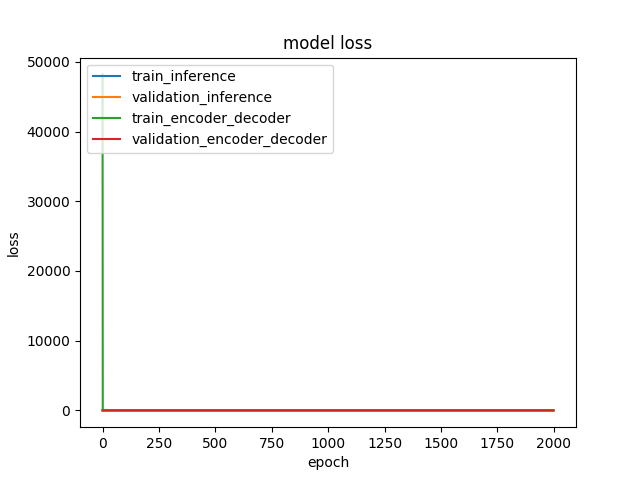 model loss
50000
40000
30000
20000
10000
0
loss
train_inference
validation_inference
train_encoder_decoder
validation_encoder_decoder
0 250 500 750 1000 1250 1500 1750 2000
epoch